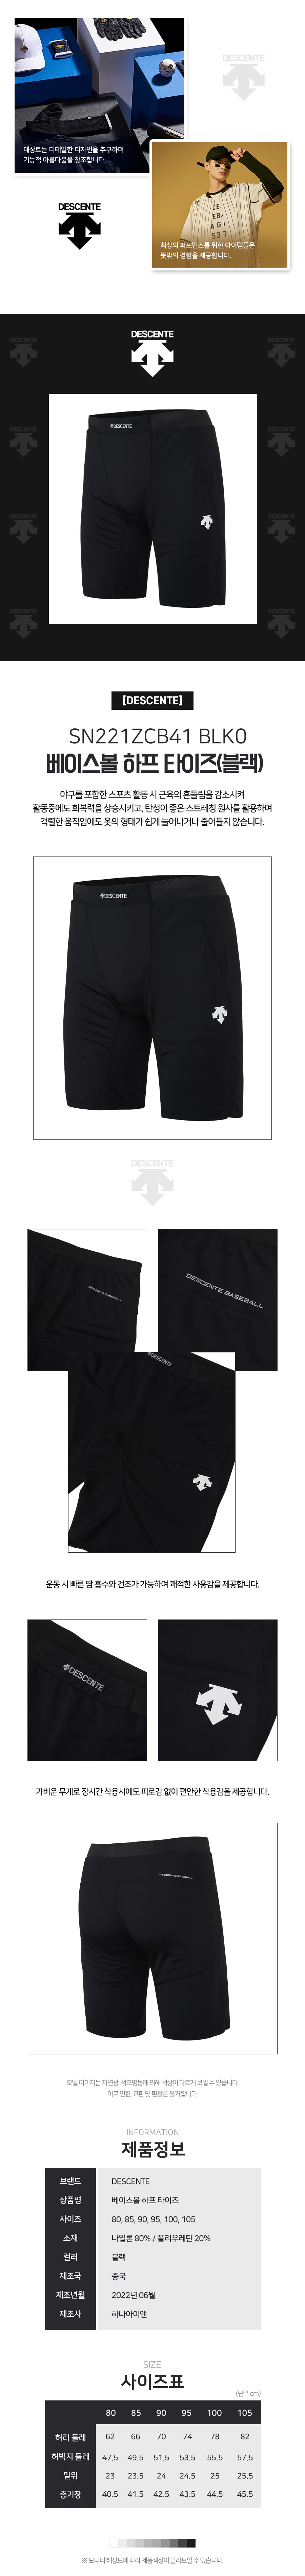 데상트는 디테일한 디자인을 추구하며
기능적 아름다움을 창조합니다.
DESCENTE
DESCENTE
최상의 퍼포먼스를 위한 아이템들은
뜻밖의 경험을 제공합니다.
DESCENTE
DESCENTE
DESCENTE
DESCENTE
DESCENTE
DESCENTE
DESCENTE
DESCENTE
DESCENTE
DESCENTE
DESCENTE
[DESCENTE]
SN221ZCB41 BLK0
베이스볼 하프 타이즈(블랙)
야구를 포함한 스포츠 활동 시 근육의 흔들림을 감소시켜
활동중에도 회복력을 상승시키고, 탄성이 좋은 스트레칭 원사를 활용하여
격렬한 움직임에도 옷의 형태가 쉽게 늘어나거나 줄어들지 않습니다.
DESCENTE
DESCENTE
DESCENTE BASEBALL
DESCENTE BASEBALL
DESCENTE
운동 시 빠른 땀 흡수와 건조가 가능하여 쾌적한 사용감을 제공합니다.
DESCENTE
가벼운 무게로 장시간 착용시에도 피로감 없이 편안한 착용감을 제공합니다.
DESCENTE BASEBALL
모델 이미지는 자연광, 색조명등에 의해 색상이 다르게 보일 수 있습니다.
이로 인한, 교환 및 환불은 불가합니다.
INFORMATION
제품정보
브랜드 DESCENTE
상품명 베이스볼 하프 타이즈
사이즈 80, 85, 90, 95, 100, 105
소재 나일론 80% / 폴리우레탄 20%
컬러 블랙
제조국 중국
제조년월 2022년 06월
제조사 하나아이앤
SIZE
사이즈표
(단위cm)
80 85 90 95 100 105
허리 둘레 62 66 70 74 78 82
허벅지 둘레 47.5 49.5 51.5 53.5 55.5 57.5
밑위 23 23.5 24 24.5 25 25.5
총기장 40.5 41.5 42.5 43.5 44.5 45.5
※ 모니터 해상도에 따라 제품색상이 달라보일 수 있습니다.